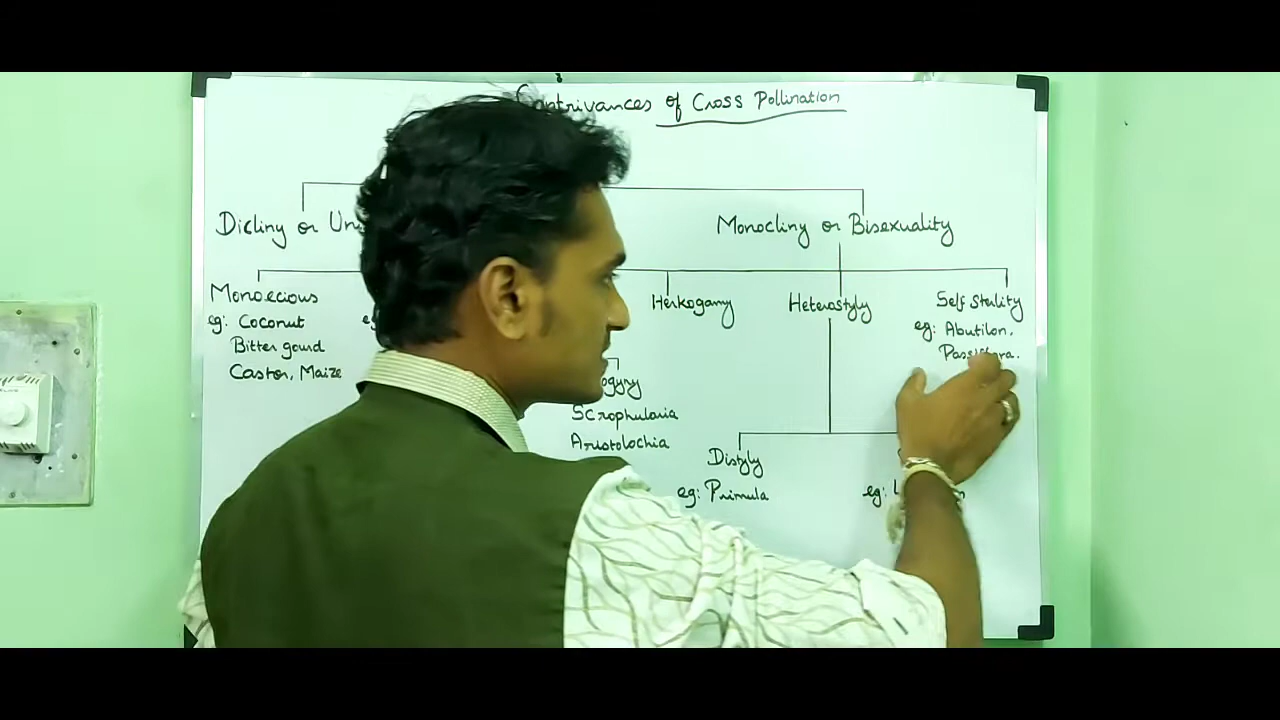 Contrivances of Cross Pollination
Dicliny or
Monocliny or Bisexuality
Monoecious
eg: Coconut
Bitter gourd
Castor, Maize
Herkogamy
Heterostyly
Self Sterility
eg: Abutilon,
Scrophularia
Aristolochia
Distyly
eg: Primula
eg: